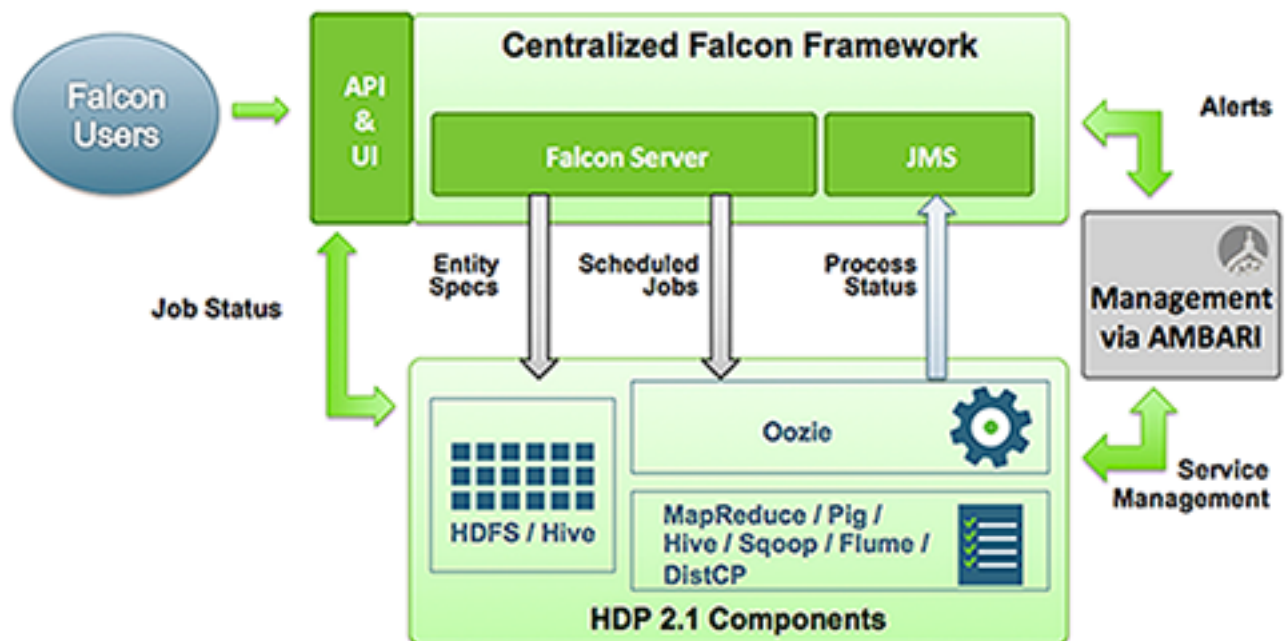 Centralized Falcon Framework
Falcon
Users
API
&
UI
Falcon Server
JMS
Alerts
Entity
Specs
Scheduled
Jobs
Process
Status
Job Status
Management
via AMBARI
Oozie
HDFS / Hive
MapReduce / Pig /
Hive / Sqoop / Flume /
DistCP
Service
Management
HDP 2.1 Components